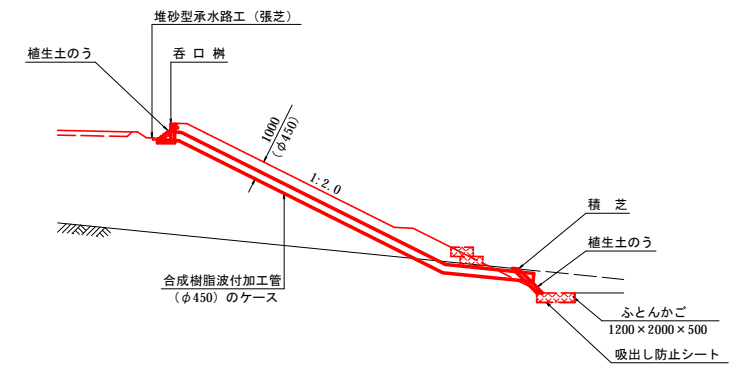 堆砂型承水路工（張芝）
植生土のう
呑 口 桝
1000
（φ450）
1：2.0
積　芝
植生土のう
合成樹脂波付加工管
（φ450）のケース
ふとんかご
1200×2000×500
吸出し防止シート